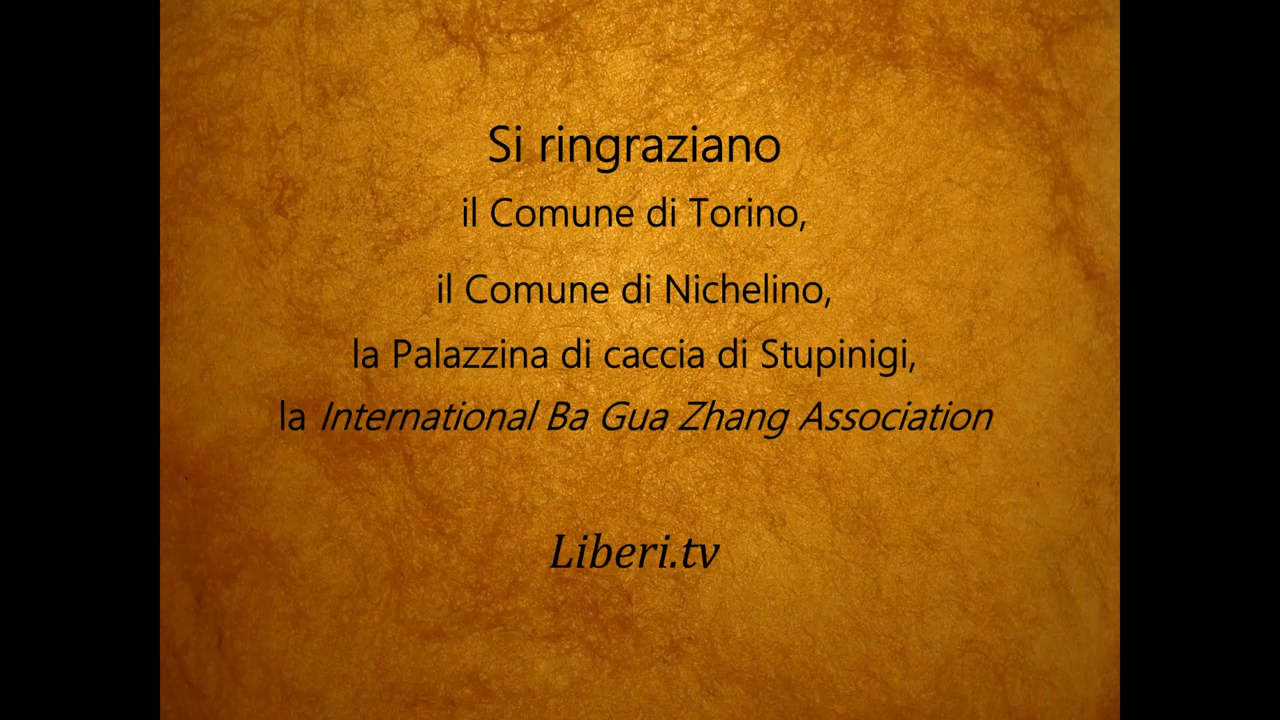 Si ringraziano
il Comune di Torino,
il Comune di Nichelino,
la Palazzina di caccia di Stupinigi,
la International Ba Gua Zhang Association
Liberi.tv